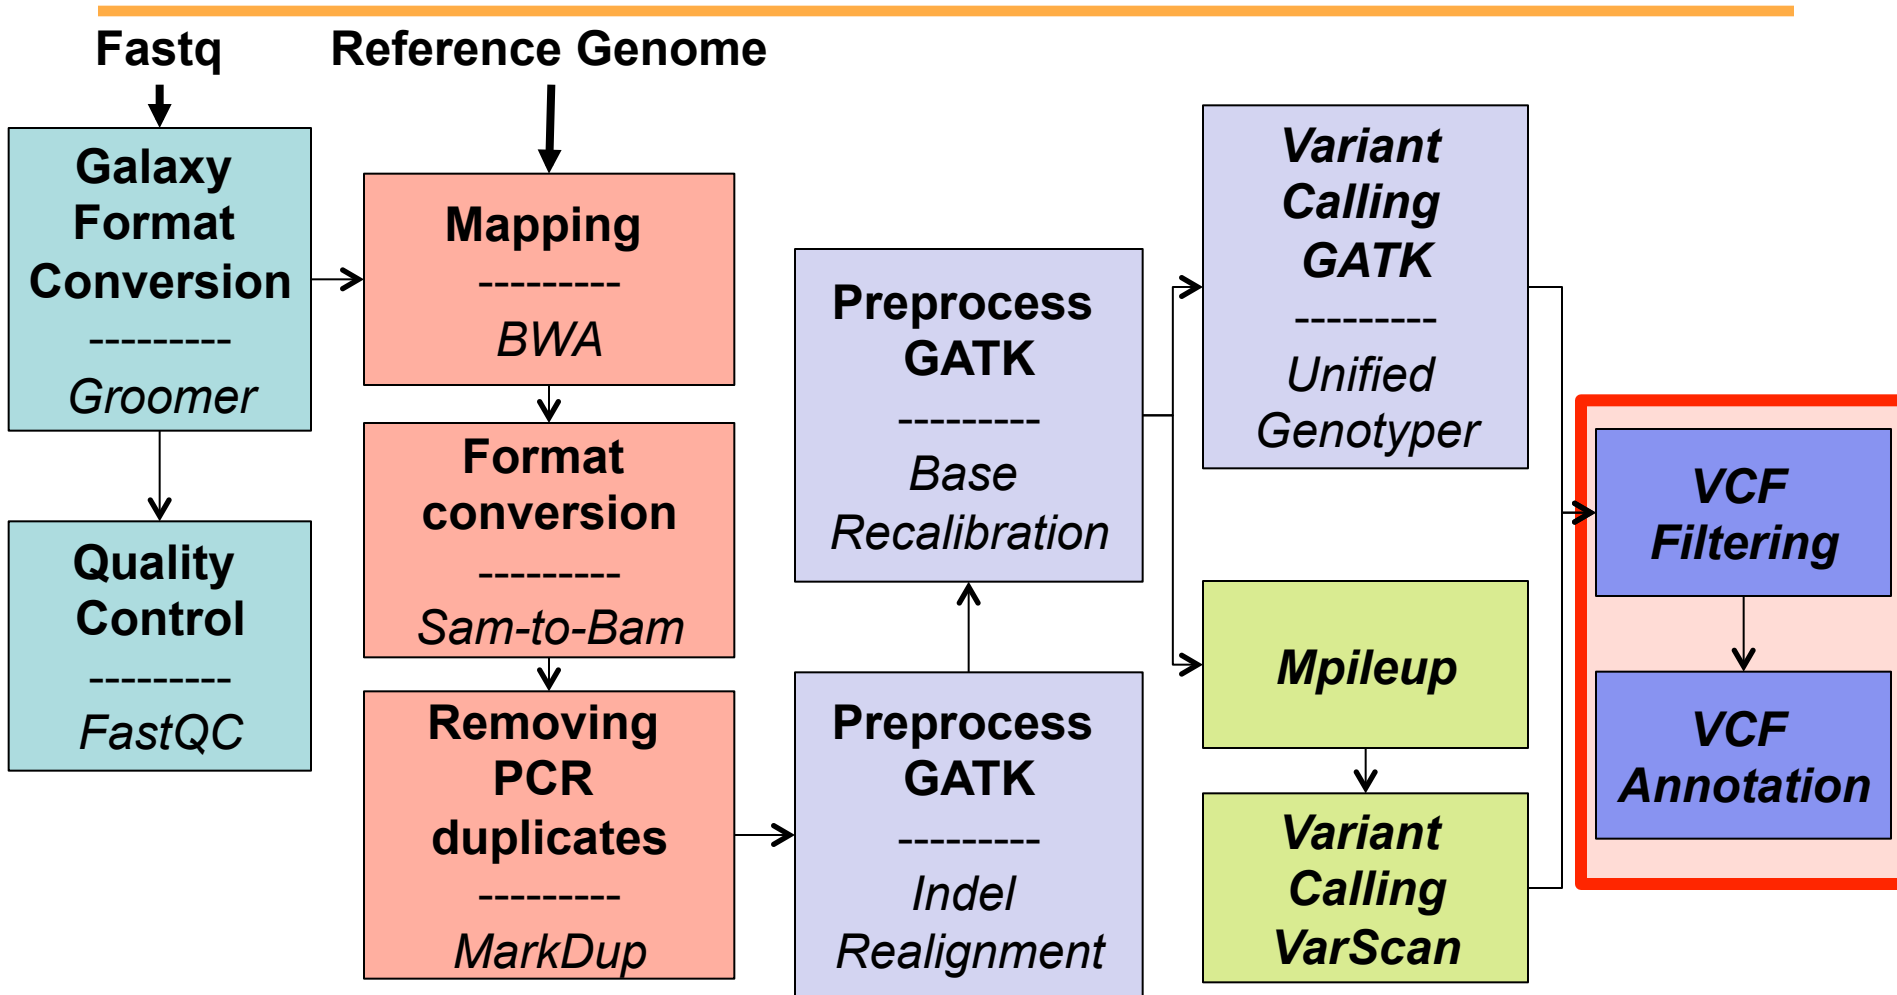 Fastq
Reference Genome
Galaxy
Format
Conversion
---------
Groomer
Quality
Control
---------
FastQC
Mapping
---------
BWA
Format
conversion
---------
Sam-to-Bam
Removing
PCR
duplicates
---------
MarkDup
Preprocess
GATK
---------
Base
Recalibration
Preprocess
GATK
---------
Indel
Realignment
Variant
Calling
GATK
---------
Unified
Genotyper
Mpileup
Variant
Calling
VarScan
VCF
Filtering
VCF
Annotation